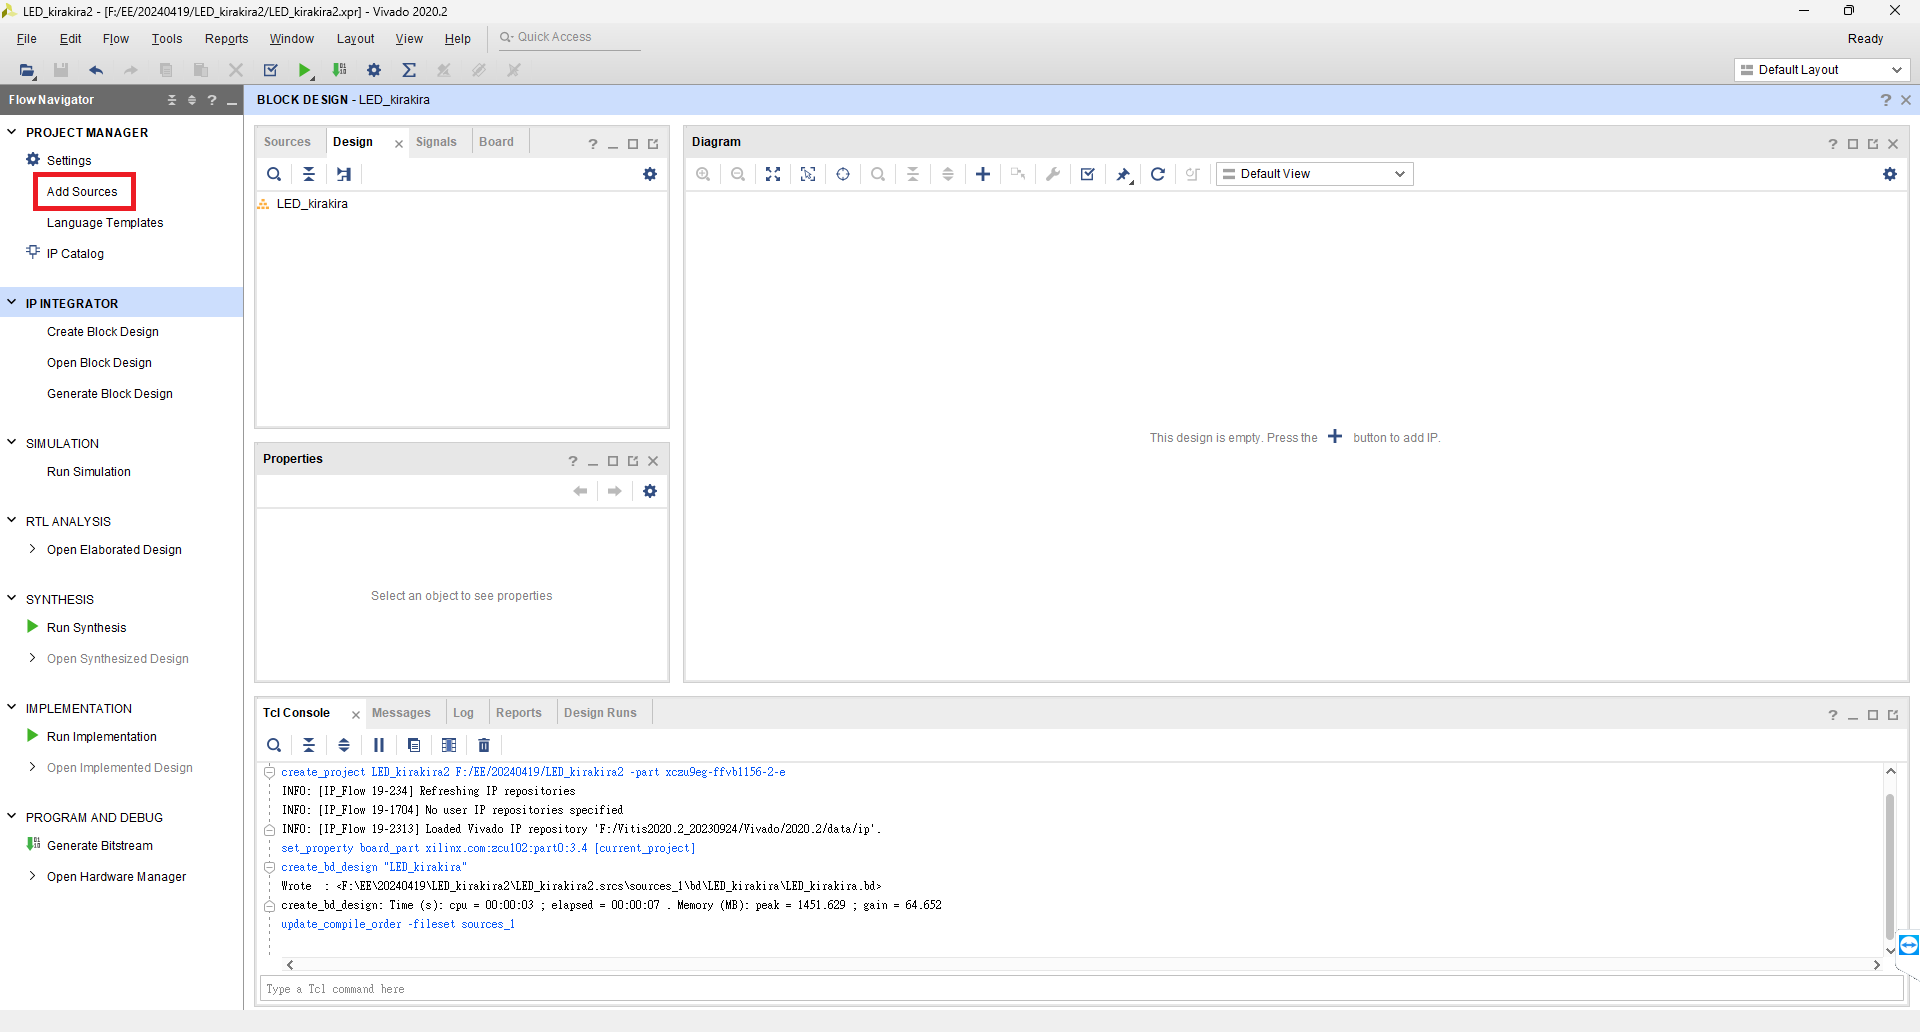 LED_kirakira2 - [F:/EE/20240419/LED_kirakira2/LED_kirakira2.xpr] - Vivado 2020.2
File Edit Flow Tools Reports Window Layout View Help Quick Access
Ready
Default Layout
Flow Navigator
PROJECT MANAGER
Settings
Add Sources
Language Templates
IP Catalog
IP INTEGRATOR
Create Block Design
Open Block Design
Generate Block Design
SIMULATION
Run Simulation
RTL ANALYSIS
Open Elaborated Design
SYNTHESIS
Run Synthesis
Open Synthesized Design
IMPLEMENTATION
Run Implementation
Open Implemented Design
PROGRAM AND DEBUG
Generate Bitstream
Open Hardware Manager
BLOCK DESIGN - LED_kirakira
Sources Design Signals Board
LED_kirakira
Properties
Select an object to see properties
Diagram
Default View
This design is empty. Press the + button to add IP.
Tcl Console Messages Log Reports Design Runs
create_project LED_kirakira2 F:/EE/20240419/LED_kirakira2 -part xczu9eg-ffvb1156-2-e
INFO: [IP_Flow 19-234] Refreshing IP repositories
INFO: [IP_Flow 19-1704] No user IP repositories specified
INFO: [IP_Flow 19-2313] Loaded Vivado IP repository 'F:/Vitis2020.2_20230924/Vivado/2020.2/data/ip'.
set_property board_part xilinx.com:zcu102:part0:3.4 [current_project]
create_bd_design "LED_kirakira"
Wrote  : <F:\EE\20240419\LED_kirakira2\LED_kirakira2.srcs\sources_1\bd\LED_kirakira\LED_kirakira.bd>
create_bd_design: Time (s): cpu = 00:00:03 ; elapsed = 00:00:07 . Memory (MB): peak = 1451.629 ; gain = 64.652
update_compile_order -fileset sources_1
Type a Tcl command here